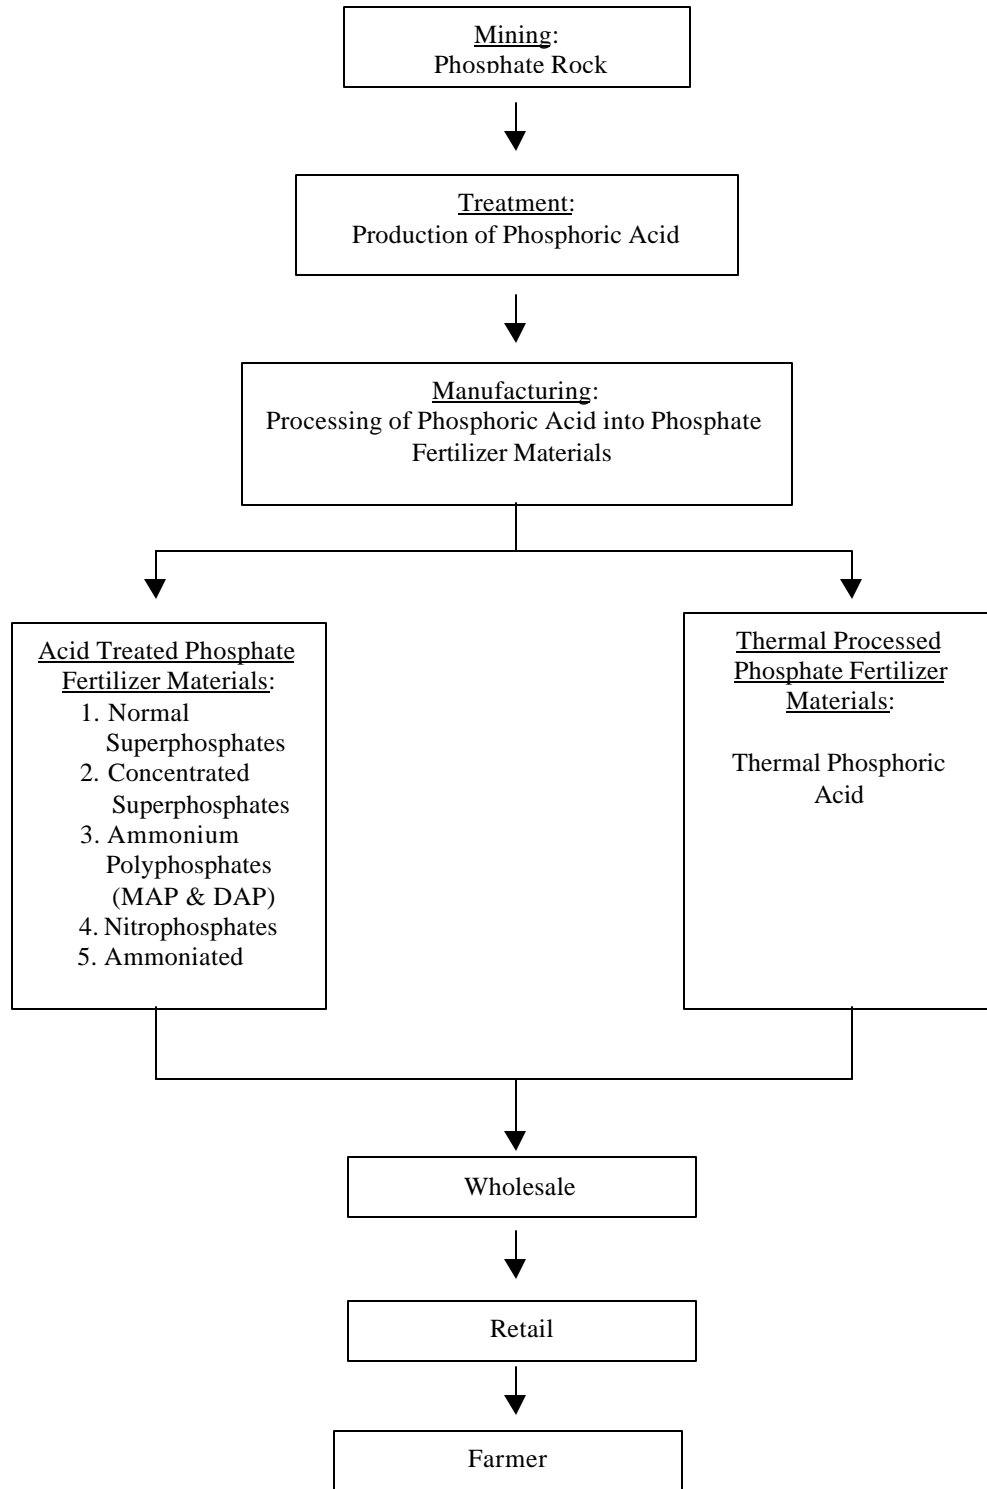 Mining:
Phosphate Rock
Treatment:
Production of Phosphoric Acid
Manufacturing:
Processing of Phosphoric Acid into Phosphate
Fertilizer Materials
Acid Treated Phosphate
Fertilizer Materials:
1. Normal
Superphosphates
2. Concentrated
Superphosphates
3. Ammonium
Polyphosphates
(MAP & DAP)
4. Nitrophosphates
5. Ammoniated
Thermal Processed
Phosphate Fertilizer
Materials:
Thermal Phosphoric
Acid
Wholesale
Retail
Farmer